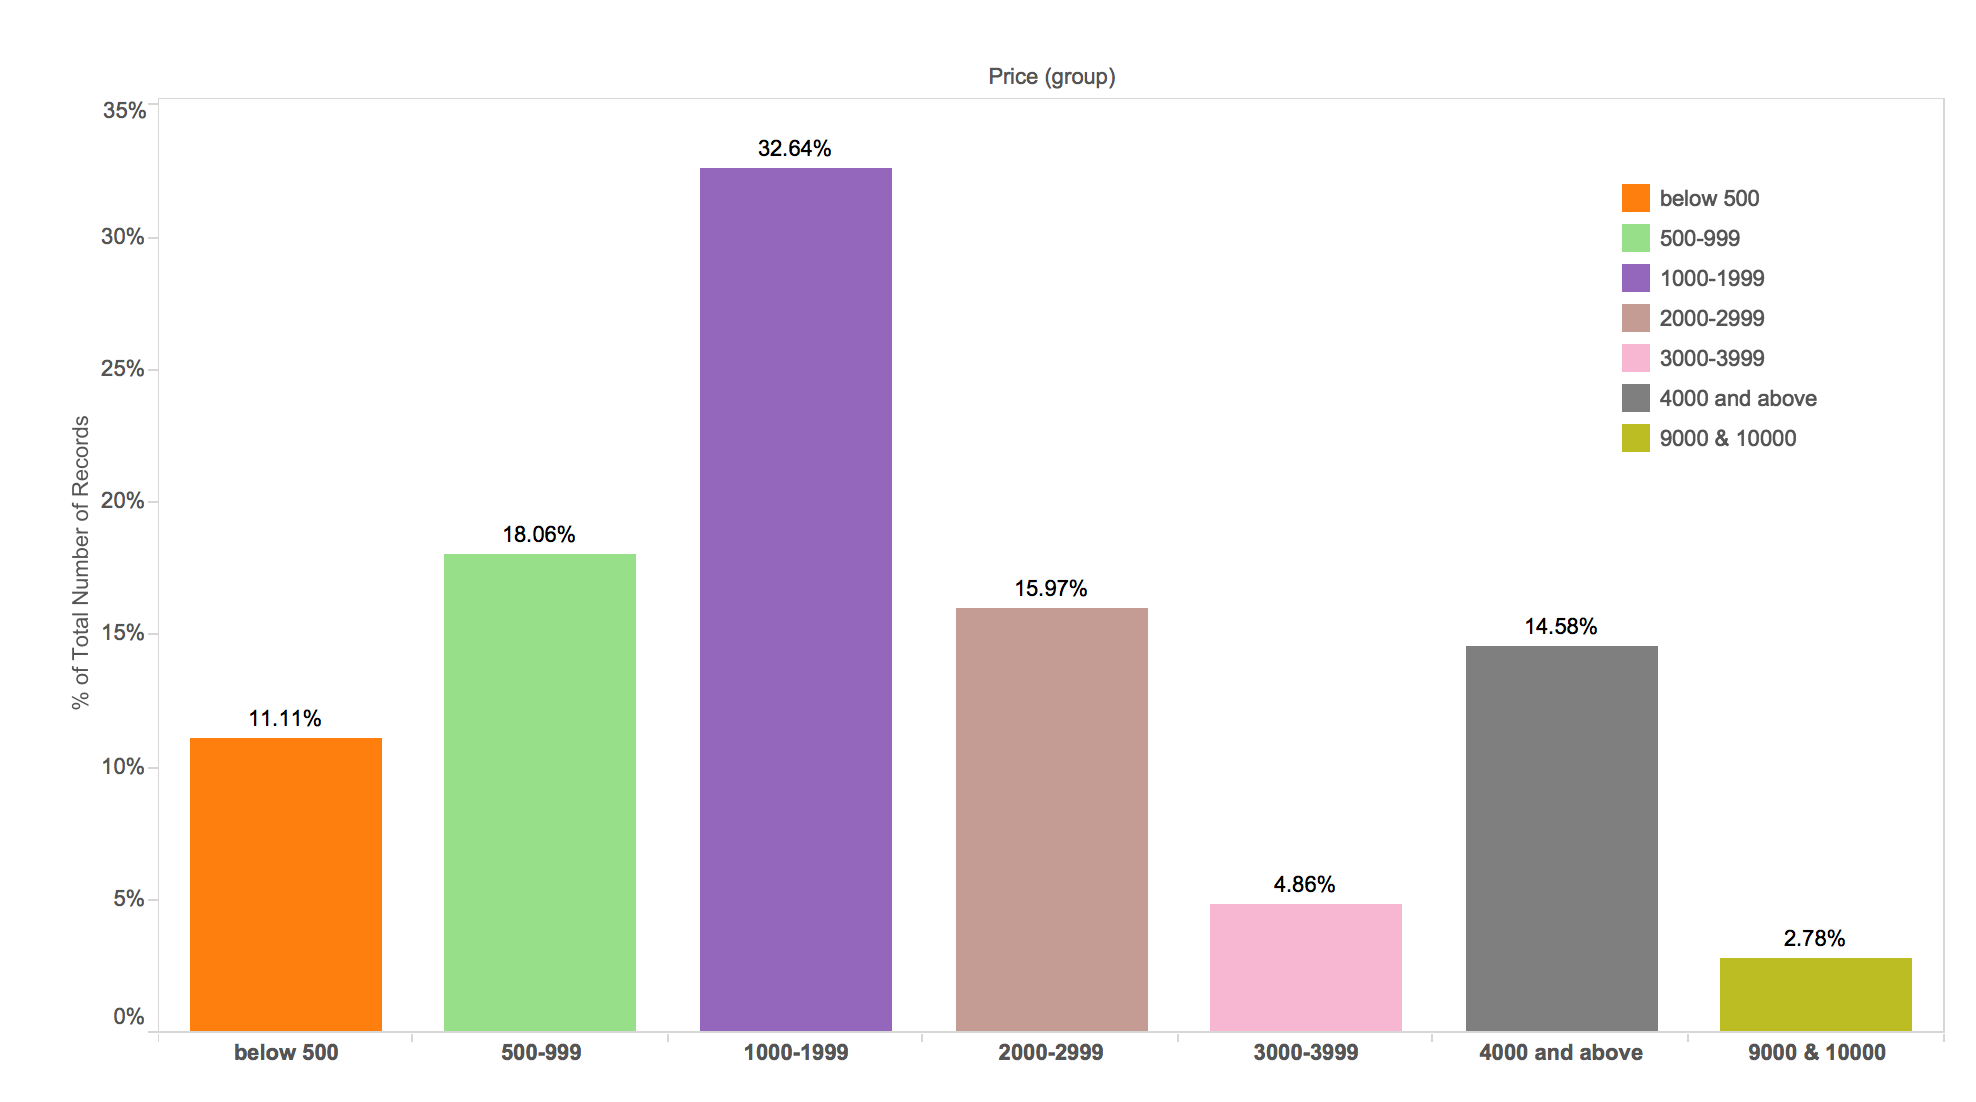 Price (group)
35%
30%
25%
20%
15%
10%
5%
0%
% of Total Number of Records
11.11%
18.06%
32.64%
15.97%
4.86%
14.58%
2.78%
below 500
500-999
1000-1999
2000-2999
3000-3999
4000 and above
9000 & 10000
below 500
500-999
1000-1999
2000-2999
3000-3999
4000 and above
9000 & 10000